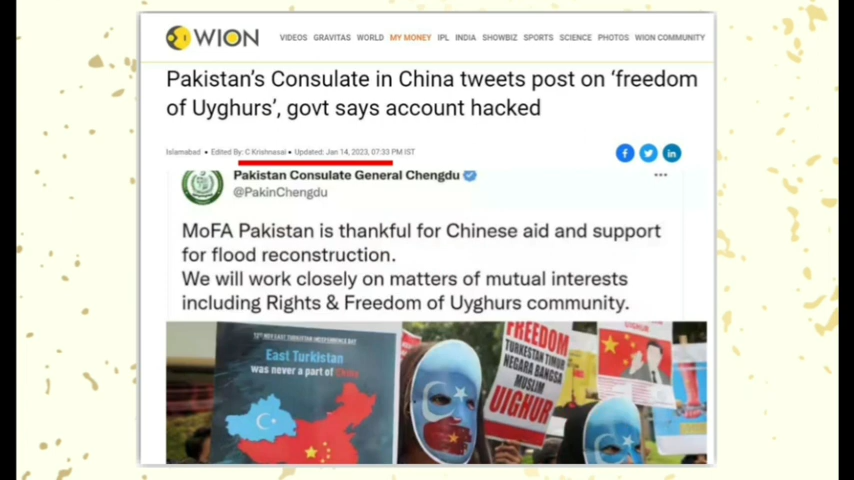 WION
VIDEOS GRAVITAS WORLD MY MONEY IPL INDIA SHOWBIZ SPORTS SCIENCE PHOTOS WION COMMUNITY
Pakistan's Consulate in China tweets post on 'freedom
of Uyghurs', govt says account hacked
Islamabad • Edited By: C Krishnasai • Updated: Jan 14, 2023, 07:33 PM IST
Pakistan Consulate General Chengdu
@PakinChengdu
MoFA Pakistan is thankful for Chinese aid and support
for flood reconstruction.
We will work closely on matters of mutual interests
including Rights & Freedom of Uyghurs community.
East Turkistan
was never a part of China
FREEDOM
TURKESTAN TIMUR
NEGARA BANGSA
MUSLIM
UIGHUR
UIGHUR